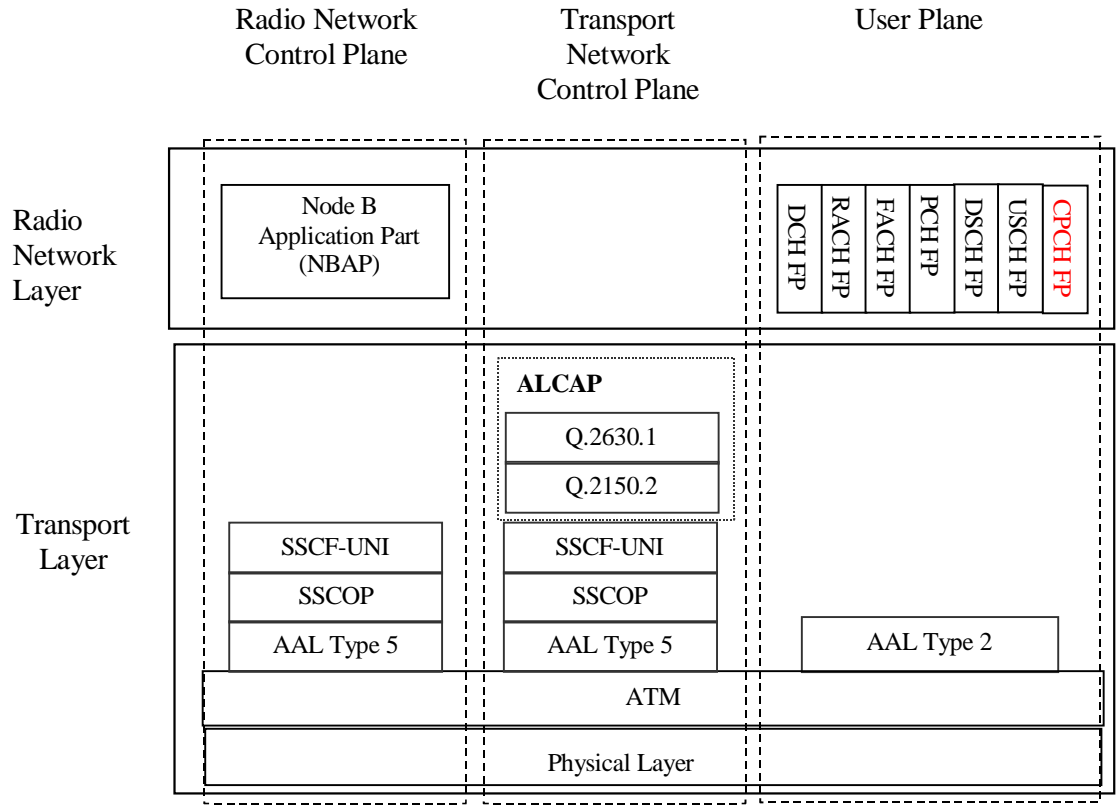 Radio Network
Control Plane
Transport
Network
Control Plane
User Plane
Radio
Network
Layer
Node B
Application Part
(NBAP)
DCH FP
RACH FP
FACH FP
PCH FP
DSCH FP
USCH FP
CPCH FP
Transport
Layer
ALCAP
Q.2630.1
Q.2150.2
SSCF-UNI
SSCF-UNI
SSCOP
SSCOP
AAL Type 5
AAL Type 5
AAL Type 2
ATM
Physical Layer